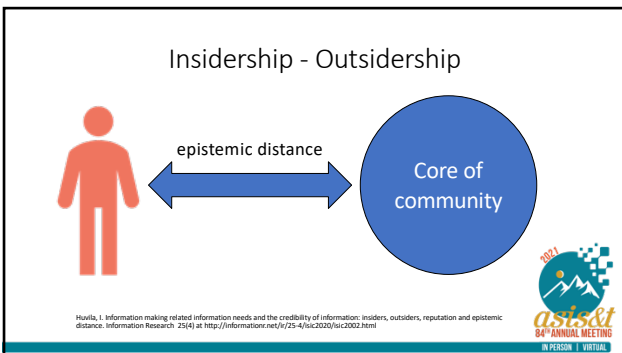 Insidership - Outsidership
epistemic distance
Core of
community
Huvila, I. Information making related information needs and the credibility of information: insiders, outsiders, reputation and epistemic
distance. Information Research 25(4) at http://informationr.net/ir/25-4/isic2020/isic2002.html
2021
asis&t
84TH ANNUAL MEETING
IN PERSON | VIRTUAL